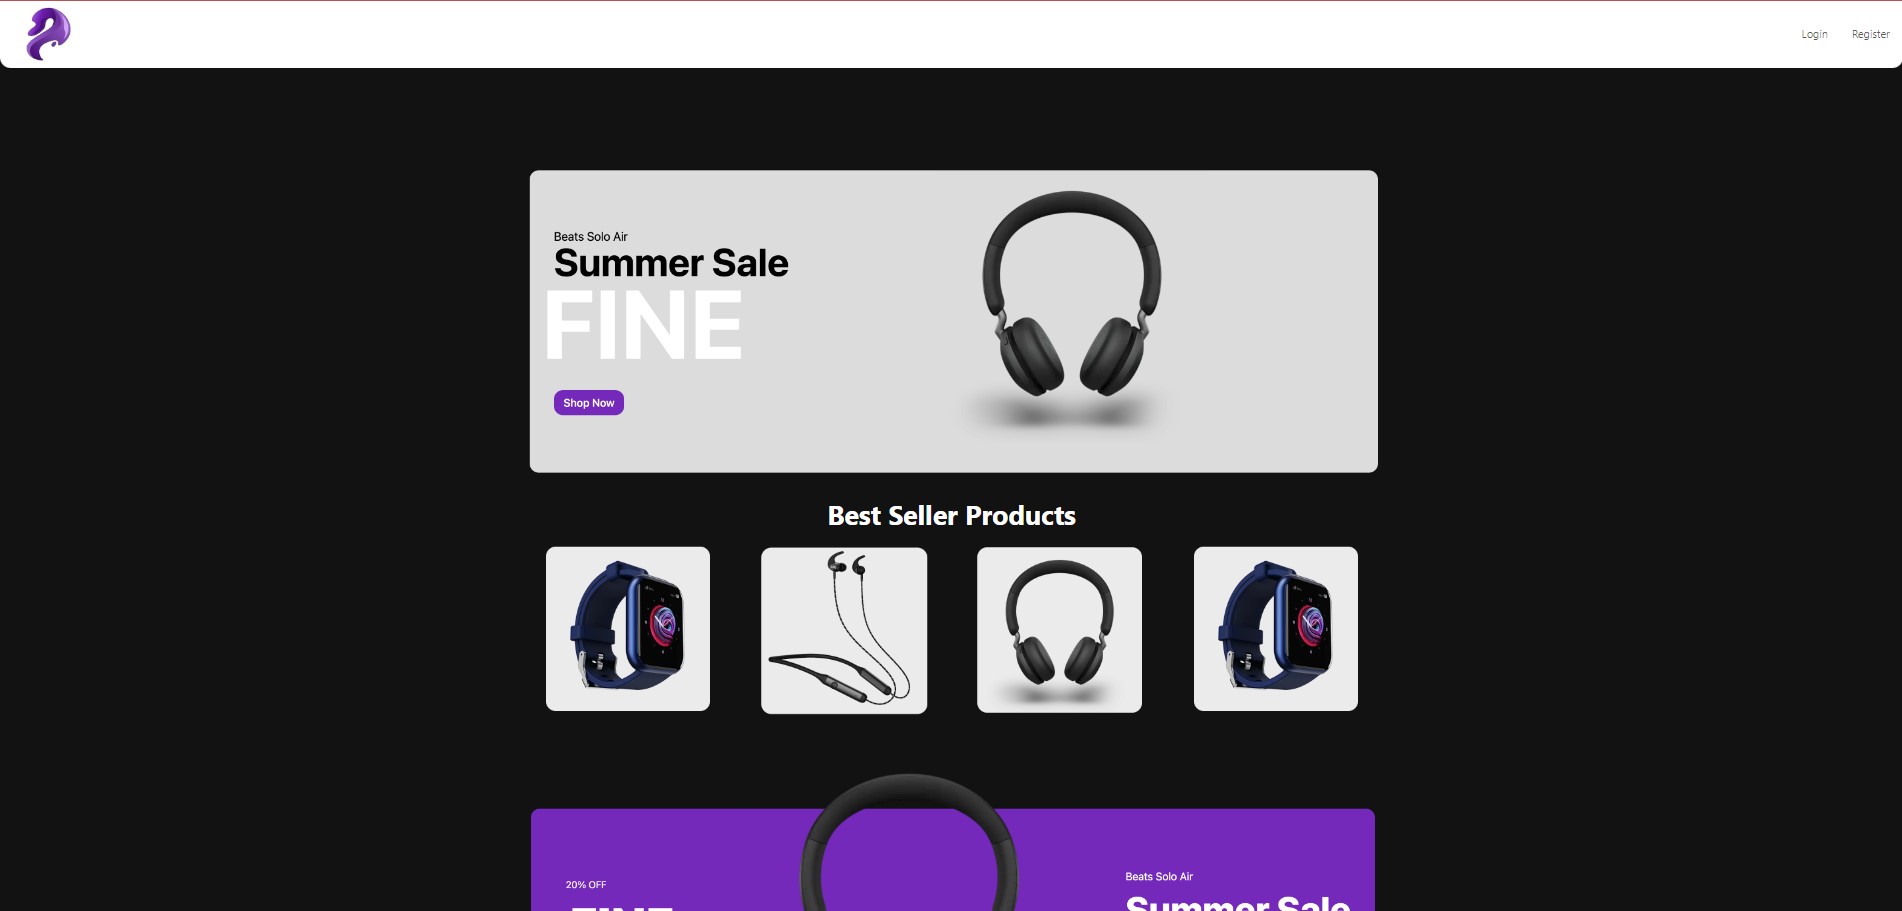 Login
Register
Beats Solo Air
Summer Sale
FINE
Shop Now
Best Seller Products
20% OFF
FINE
Beats Solo Air
Summer Sale